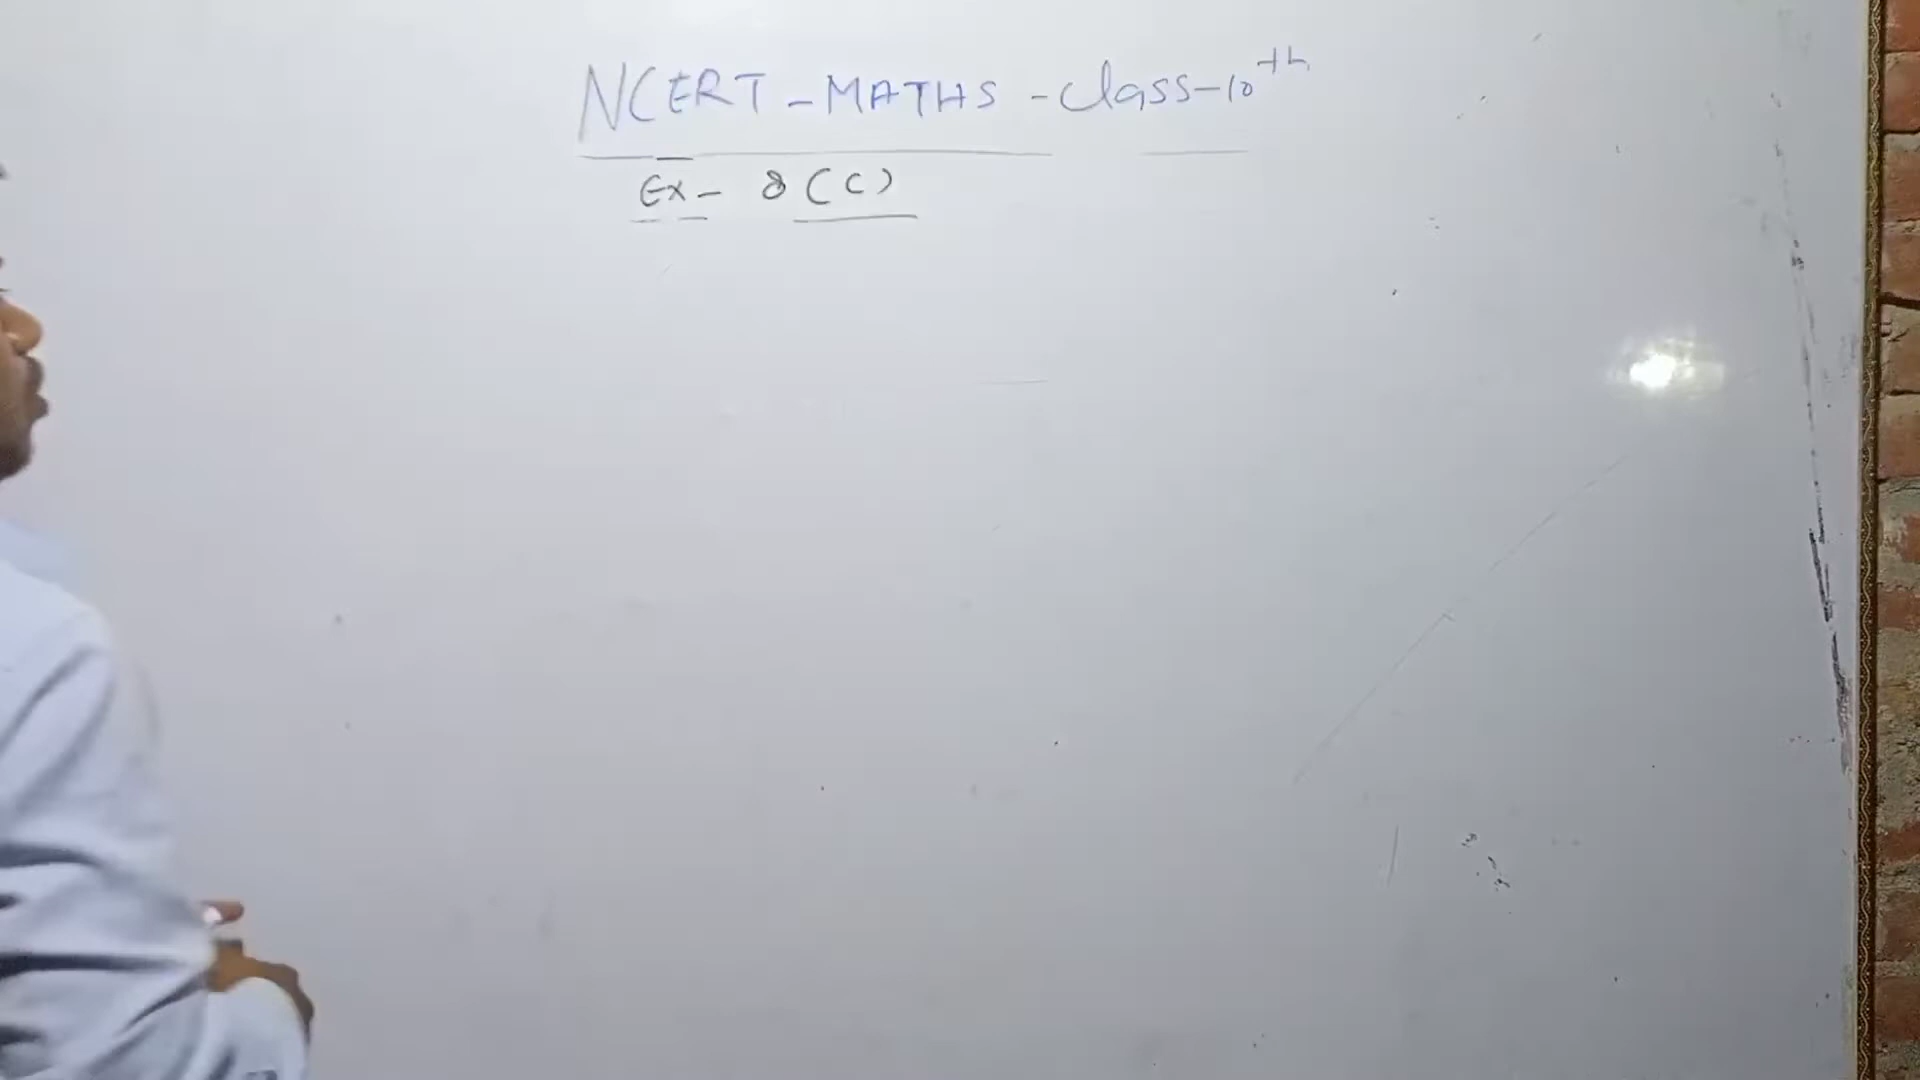 NCERT - MATHS - Class - 10th
Ex - 8 (C)